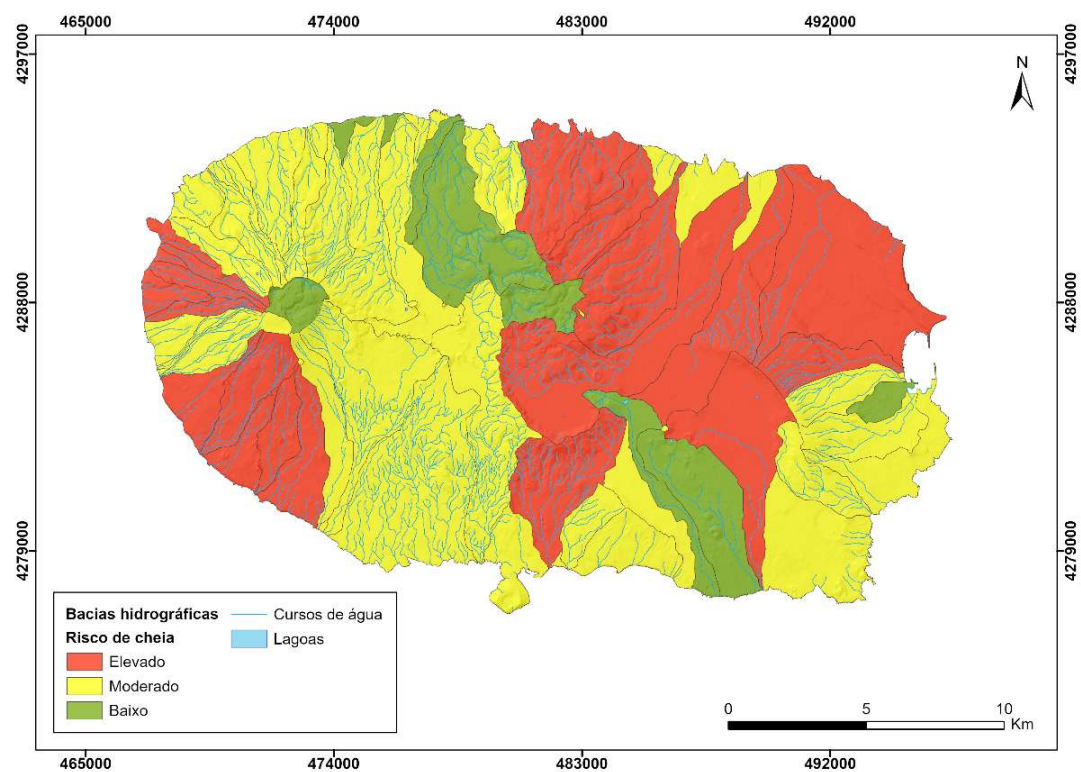 465000 474000 483000 492000
4297000 4297000
N
4288000 4288000
4279000 4279000
Bacias hidrográficas Cursos de água
Risco de cheia Lagoas
Elevado
Moderado
Baixo
0 5 10
Km
465000 474000 483000 492000